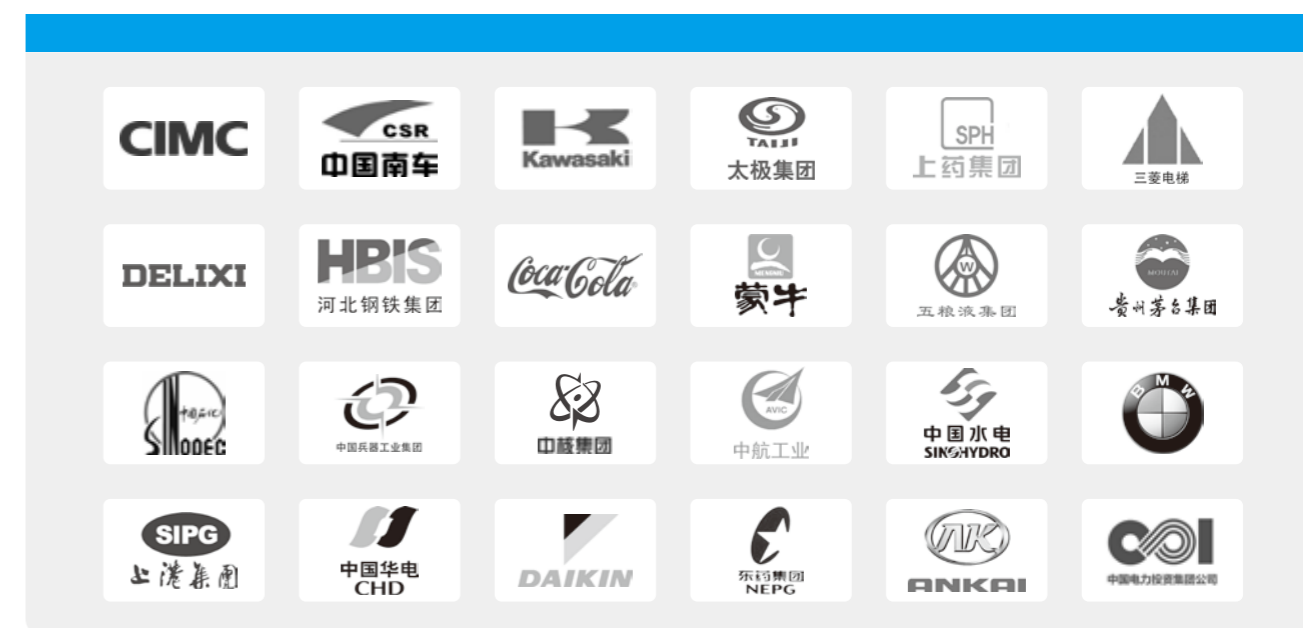 CIMC
CSR
中国南车
Kawasaki
TAIJI
太极集团
SPH
上药集团
三菱电梯
DELIXI
HBIS
河北钢铁集团
Coca-Cola
MENGNIU
蒙牛
W
五粮液集团
MOUTAI
贵州茅台集团
中国石化
SINOPEC
中国兵器工业集团
中核集团
AVIC
中航工业
中国水电
SINOHYDRO
BMW
SIPG
上港集團
中国华电
CHD
DAIKIN
东药集团
NEPG
AK
ANKAI
中国电力投资集团公司